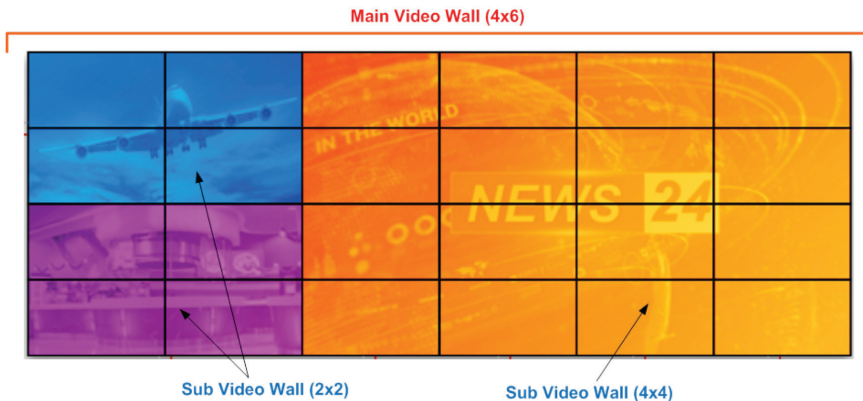 Main Video Wall (4x6)
IN THE WORLD
NEWS 24
Sub Video Wall (2x2)
Sub Video Wall (4x4)